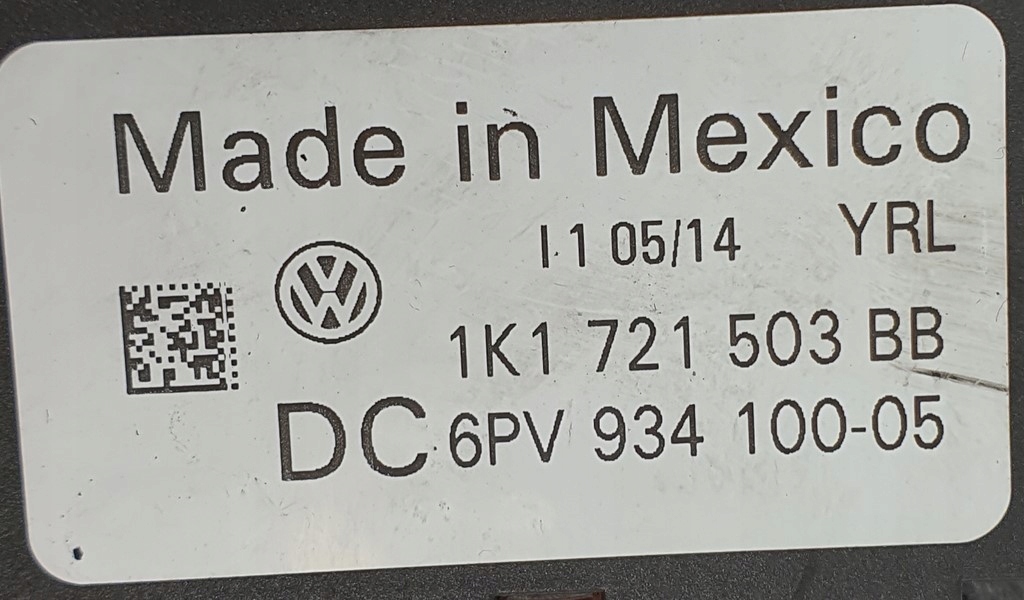 Made in Mexico
I 1 05/14 YRL
1K1 721 503 BB
DC 6PV 934 100-05